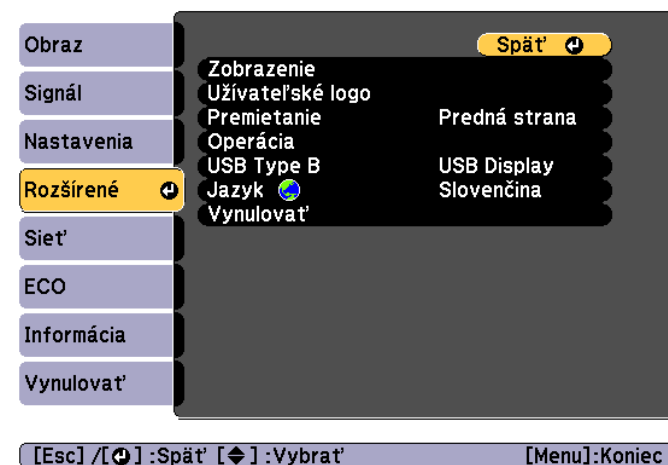 Obraz
Signál
Nastavenia
Rozšírené
Sieť
ECO
Informácia
Vynulovať
Späť
Zobrazenie
Užívateľské logo
Premietanie Predná strana
Operácia
USB Type B USB Display
Jazyk Slovenčina
Vynulovať
[Esc] /[ ] :Späť [ ] :Vybrať [Menu]:Koniec